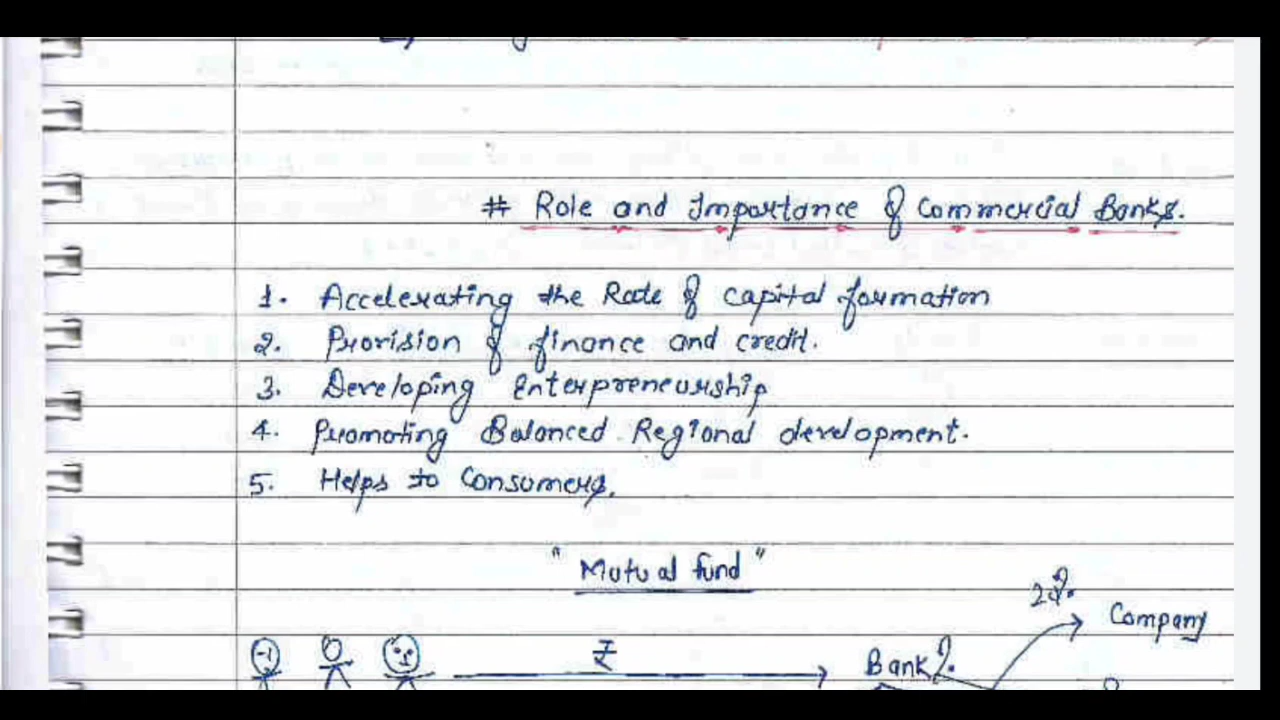 # Role and Importance of Commercial Banks.
1. Accelerating the Rate of capital formation
2. Provision of finance and credit.
3. Developing Enterpreneurship
4. Promoting Balanced Regional development.
5. Helps to Consumers.
"Mutual fund"
Company
₹
Bank